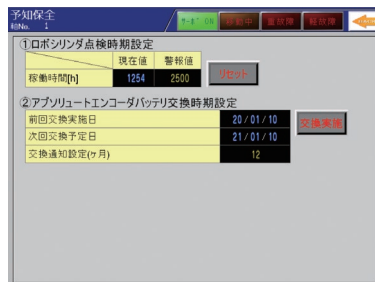 予知保全
軸No. 1
サーボ ON 移動中 重故障 軽故障
①ロボシリンダ点検時期設定
現在値 警報値
稼働時間[h] 1254 2500 リセット
②アブソリュートエンコーダバッテリ交換時期設定
前回交換実施日 20/01/10 交換実施
次回交換予定日 21/01/10
交換通知設定(ヶ月) 12